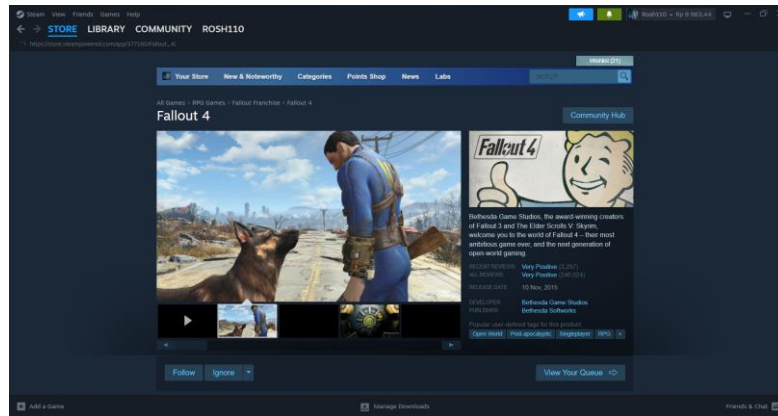 Steam View Friends Games Help
Rosh110
STORE LIBRARY COMMUNITY ROSH110
Wishlist (21)
Your Store New & Noteworthy Categories Points Shop News Labs
All Games > RPG Games > Fallout Franchise > Fallout 4
Fallout 4
Community Hub
Fallout 4
Bethesda Game Studios, the award-winning creators
of Fallout 3 and The Elder Scrolls V: Skyrim,
welcome you to the world of Fallout 4 – their most
ambitious game ever, and the next generation of
open-world gaming.
RECENT REVIEWS: Very Positive
ALL REVIEWS: Very Positive
RELEASE DATE: 10 Nov, 2015
DEVELOPER: Bethesda Game Studios
PUBLISHER: Bethesda Softworks
Popular user-defined tags for this product:
Open World Post-apocalyptic Singleplayer RPG +
Follow Ignore View Your Queue
Add a Game Manage Downloads Friends & Chat